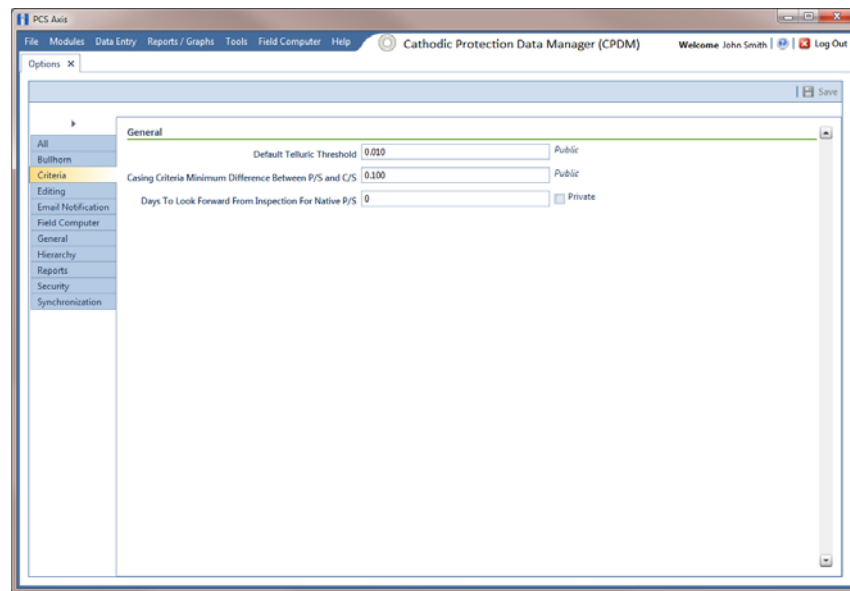 PCS Axis
File Modules Data Entry Reports / Graphs Tools Field Computer Help Cathodic Protection Data Manager (CPDM) Welcome John Smith | | Log Out
Options
Save
General
All
Bullhorn
Criteria
Editing
Email Notification
Field Computer
General
Hierarchy
Reports
Security
Synchronization
Default Telluric Threshold 0.010 Public
Casing Criteria Minimum Difference Between P/S and C/S 0.100 Public
Days To Look Forward From Inspection For Native P/S 0 Private